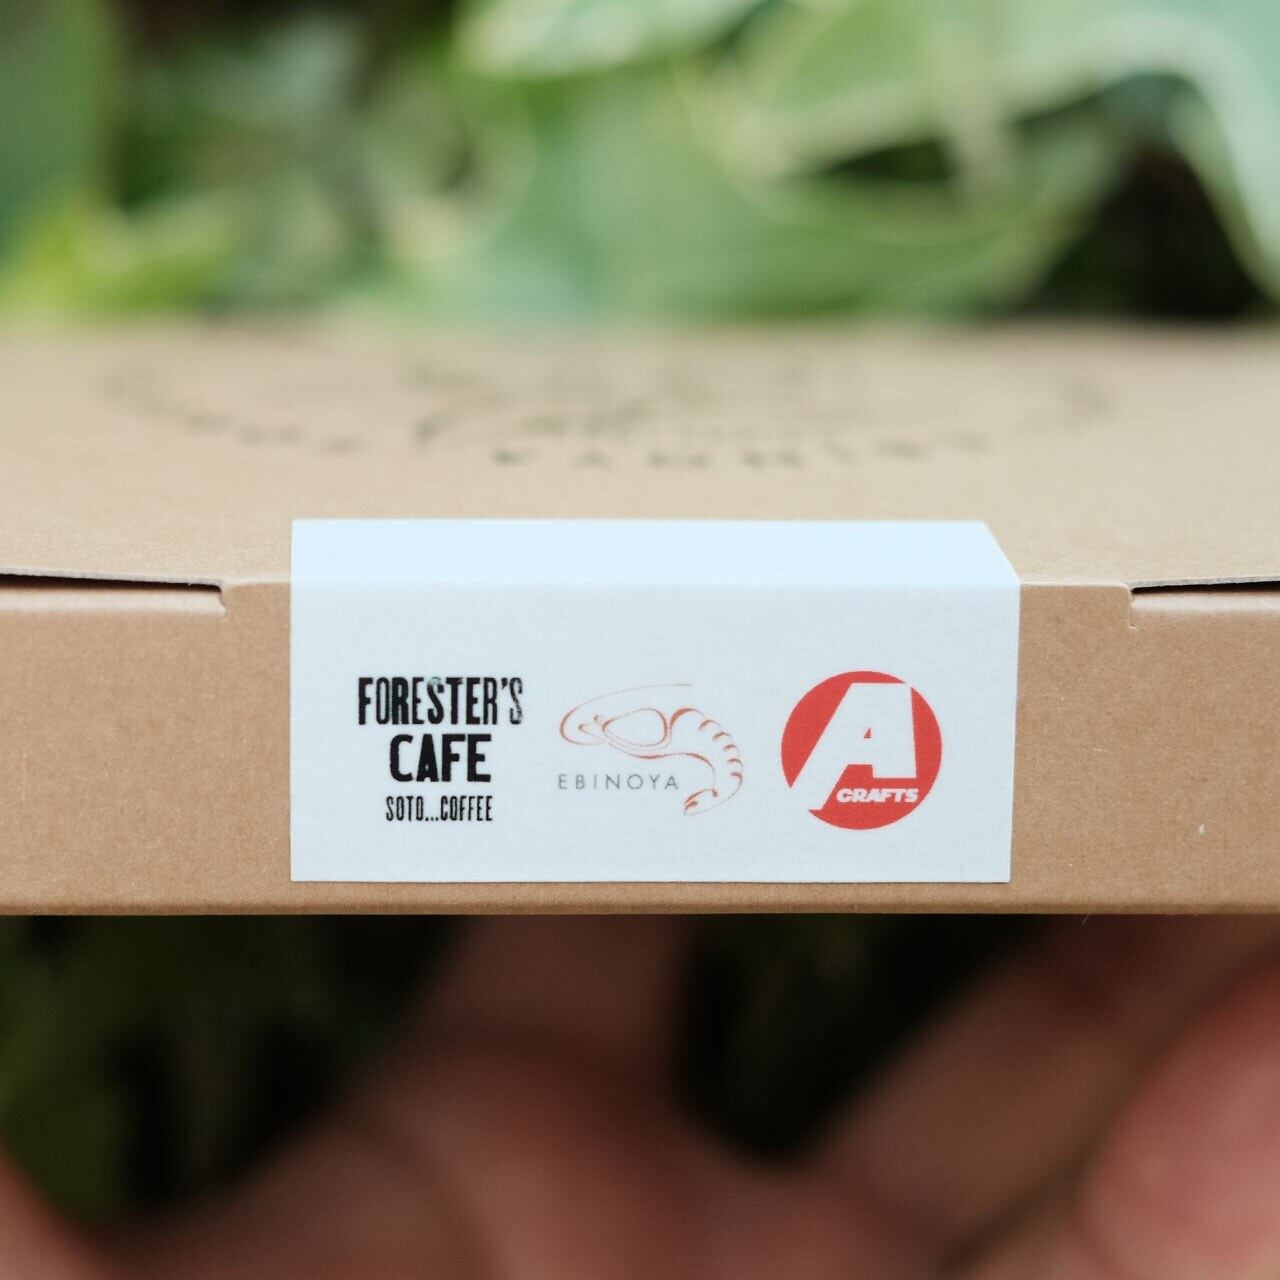 FORESTER'S
CAFE
SOTO...COFFEE
EBINOYA
A
CRAFTS